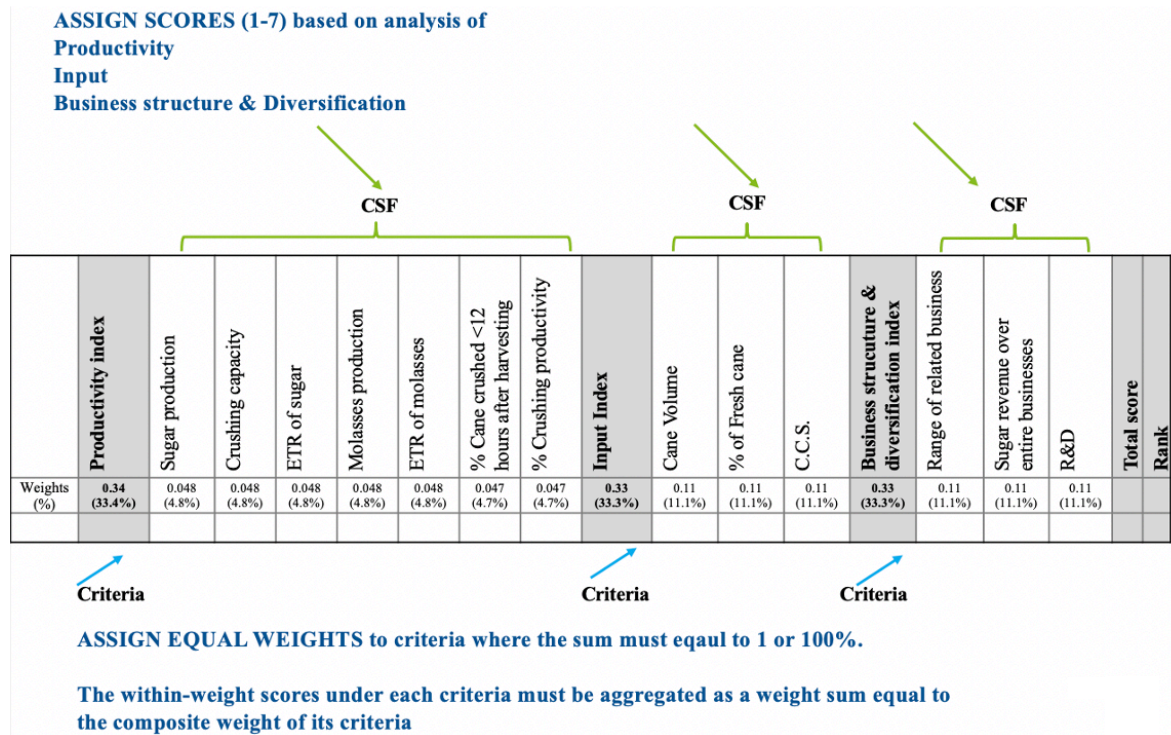 ASSIGN SCORES (1-7) based on analysis of
Productivity
Input
Business structure & Diversification
CSF
CSF
CSF
Productivity index
Sugar production
Crushing capacity
ETR of sugar
Molasses production
ETR of molasses
% Cane crushed <12
hours after harvesting
% Crushing productivity
Input Index
Cane Volume
% of Fresh cane
C.C.S.
Business strucuture &
diversification index
Range of related business
Sugar revenue over
entire businesses
R&D
Total score
Rank
Weights 0.34 0.048 0.048 0.048 0.048 0.048 0.047 0.047 0.33 0.11 0.11 0.11 0.33 0.11 0.11 0.11
(%) (33.4%) (4.8%) (4.8%) (4.8%) (4.8%) (4.8%) (4.7%) (4.7%) (33.3%) (11.1%) (11.1%) (11.1%) (33.3%) (11.1%) (11.1%) (11.1%)
Criteria
Criteria
Criteria
ASSIGN EQUAL WEIGHTS to criteria where the sum must eqaul to 1 or 100%.
The within-weight scores under each criteria must be aggregated as a weight sum equal to
the composite weight of its criteria